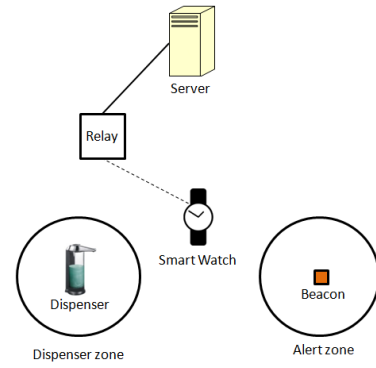 Server
Relay
Smart Watch
Dispenser
Beacon
Dispenser zone
Alert zone